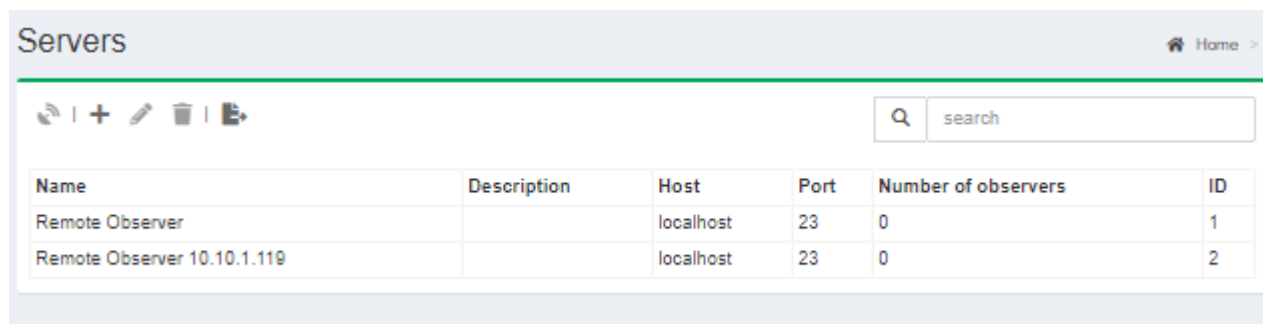 Servers
Home >
search
Name Description Host Port Number of observers ID
Remote Observer localhost 23 0 1
Remote Observer 10.10.1.119 localhost 23 0 2